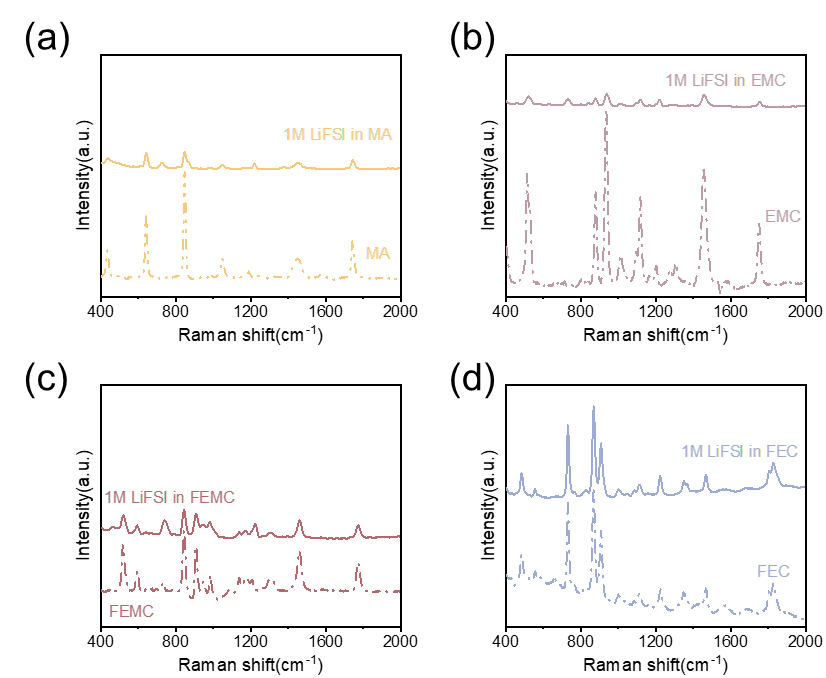 (a)
1M LiFSI in MA
MA
Intensity(a.u.)
400 800 1200 1600 2000
Raman shift(cm⁻¹)
(b)
1M LiFSI in EMC
EMC
Intensity(a.u.)
400 800 1200 1600 2000
Raman shift(cm⁻¹)
(c)
1M LiFSI in FEMC
FEMC
Intensity(a.u.)
400 800 1200 1600 2000
Raman shift(cm⁻¹)
(d)
1M LiFSI in FEC
FEC
Intensity(a.u.)
400 800 1200 1600 2000
Raman shift(cm⁻¹)